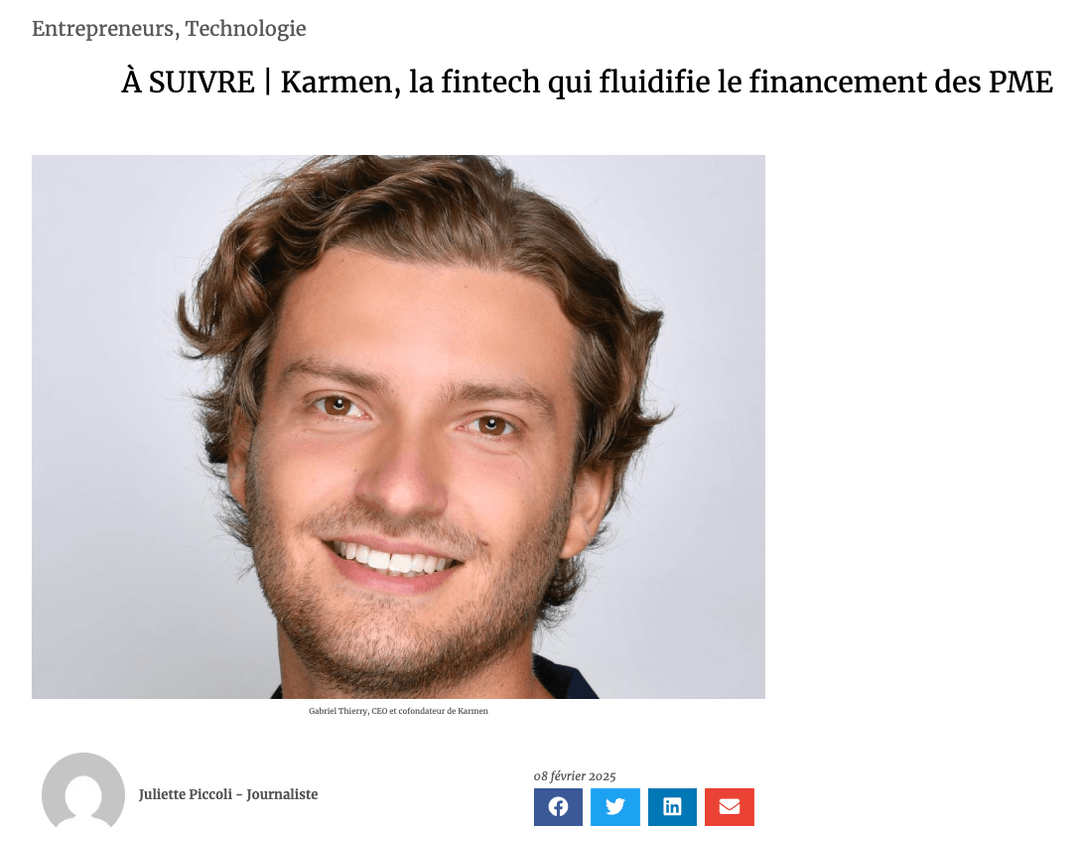 Entrepreneurs, Technologie
À SUIVRE | Karmen, la fintech qui fluidifie le financement des PME
Gabriel Thierry, CEO et cofondateur de Karmen
Juliette Piccoli - Journaliste
08 février 2025